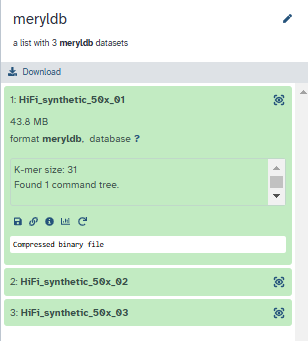 meryldb
a list with 3 meryldb datasets
Download
1: HiFi_synthetic_50x_01
43.8 MB
format meryldb, database ?
K-mer size: 31
Found 1 command tree.
Compressed binary file
2: HiFi_synthetic_50x_02
3: HiFi_synthetic_50x_03